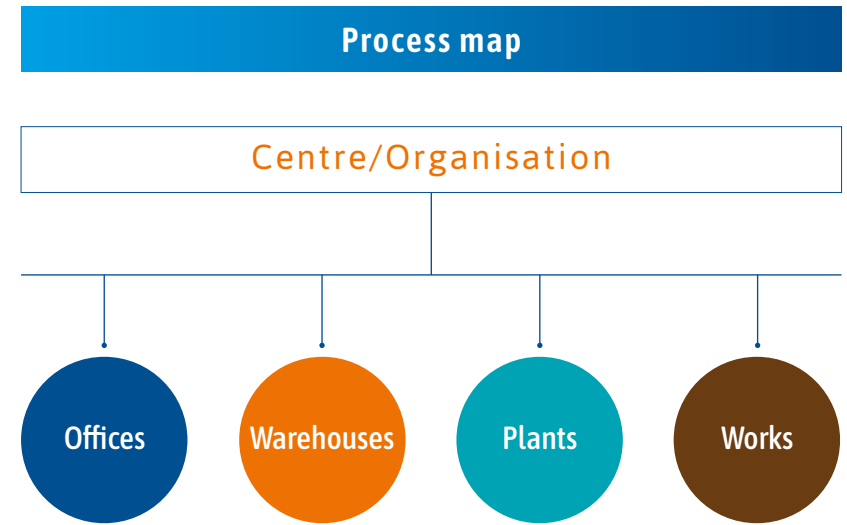 Process map
Centre/Organisation
Offices
Warehouses
Plants
Works